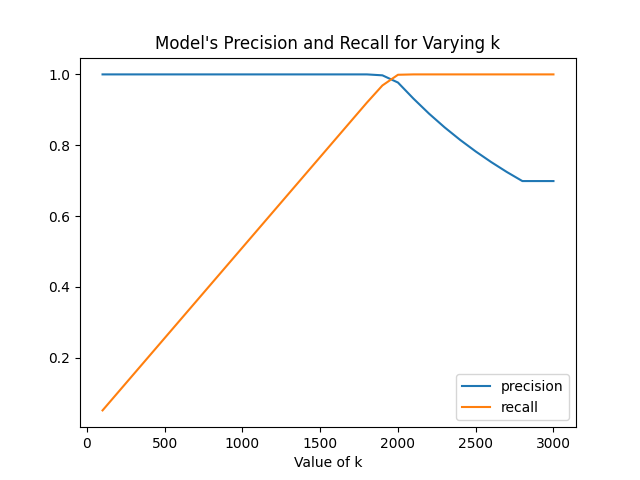 Model's Precision and Recall for Varying k
1.0
0.8
0.6
0.4
0.2
precision
recall
0 500 1000 1500 2000 2500 3000
Value of k